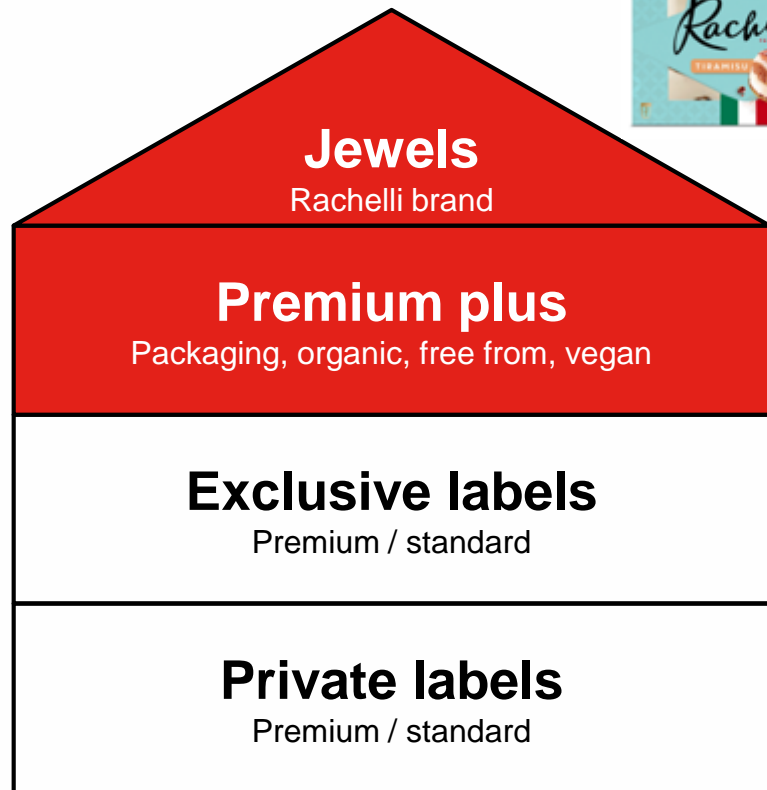 TIRAMISU
Jewels
Rachelli brand
Premium plus
Packaging, organic, free from, vegan
Exclusive labels
Premium / standard
Private labels
Premium / standard